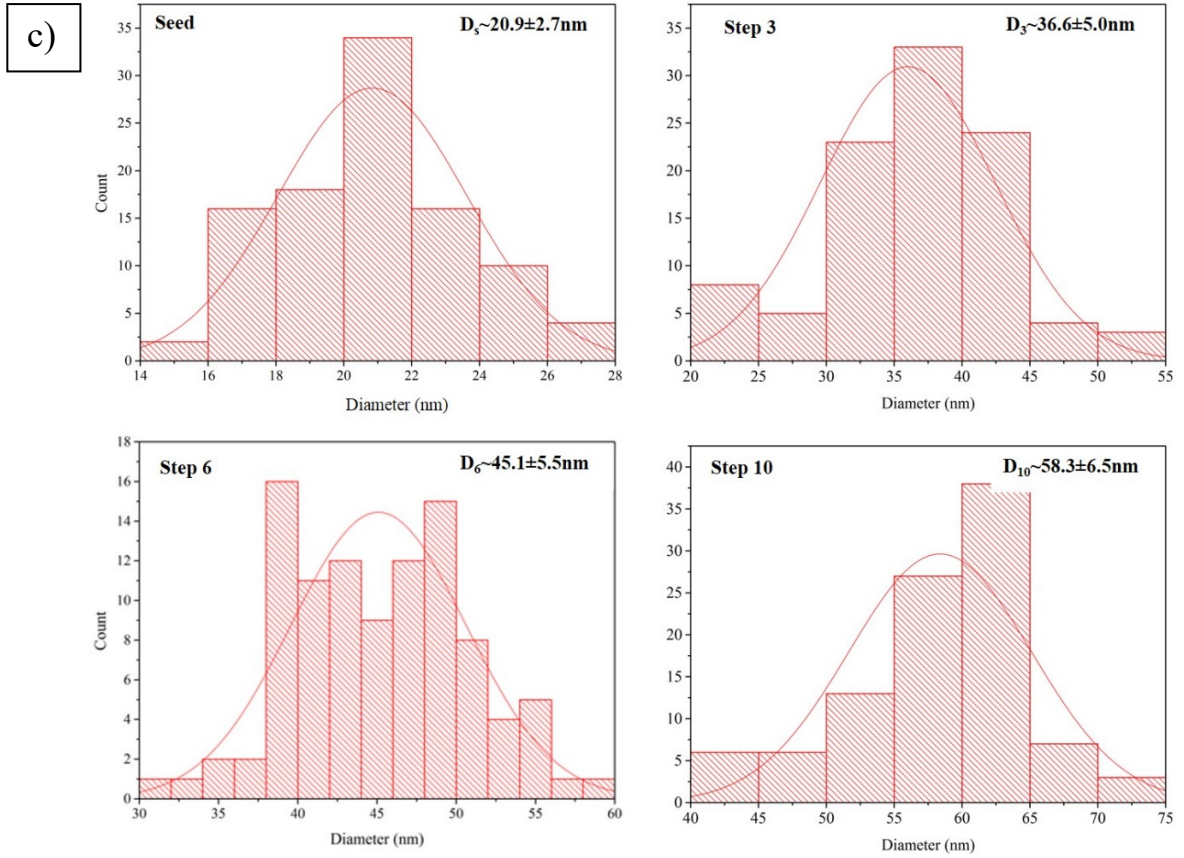 c)
Seed
D_s~20.9±2.7nm
35
30
25
20
15
10
5
0
Count
14 16 18 20 22 24 26 28
Diameter (nm)
Step 3
D_3~36.6±5.0nm
35
30
25
20
15
10
5
0
20 25 30 35 40 45 50 55
Diameter (nm)
Step 6
D_6~45.1±5.5nm
18
16
14
12
10
8
6
4
2
0
Count
30 35 40 45 50 55 60
Diameter (nm)
Step 10
D_10~58.3±6.5nm
40
35
30
25
20
15
10
5
0
40 45 50 55 60 65 70 75
Diameter (nm)